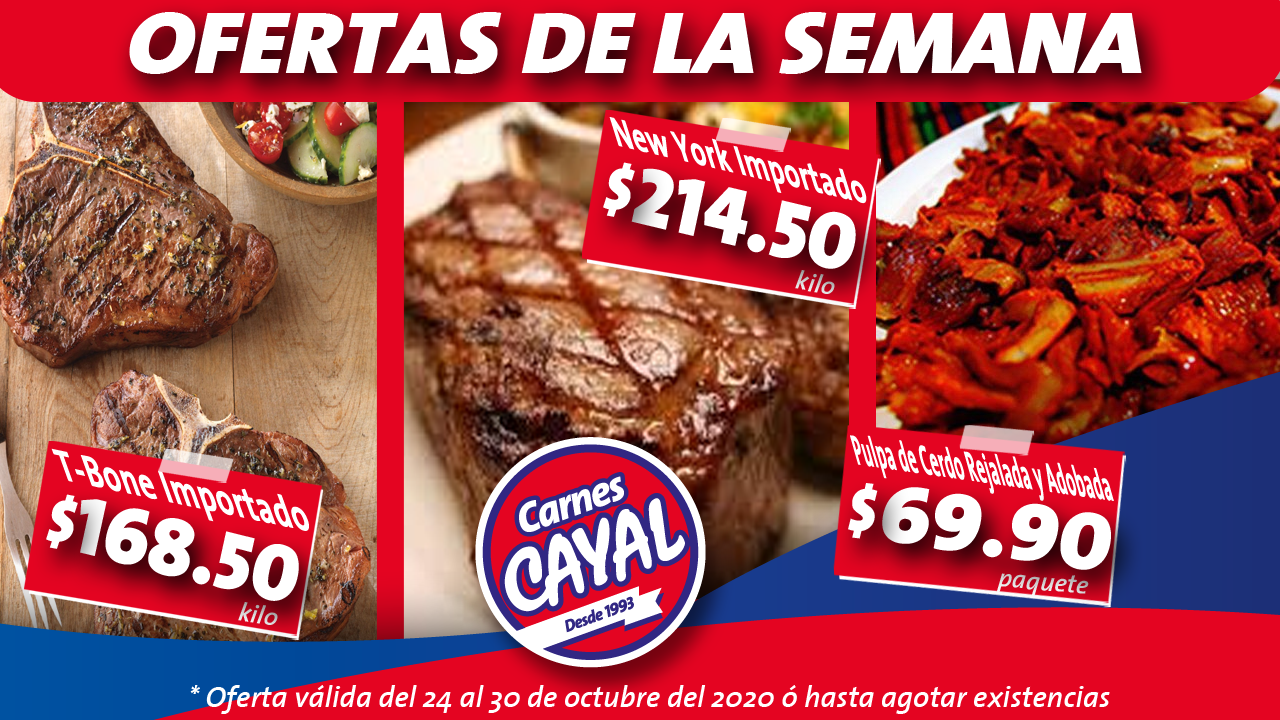 OFERTAS DE LA SEMANA
T-Bone Importado
$168.50
kilo
New York Importado
$214.50
kilo
Pulpa de Cerdo Rejalada y Adobada
$69.90
paquete
Carnes
CAYAL
Desde 1993
* Oferta válida del 24 al 30 de octubre del 2020 ó hasta agotar existencias